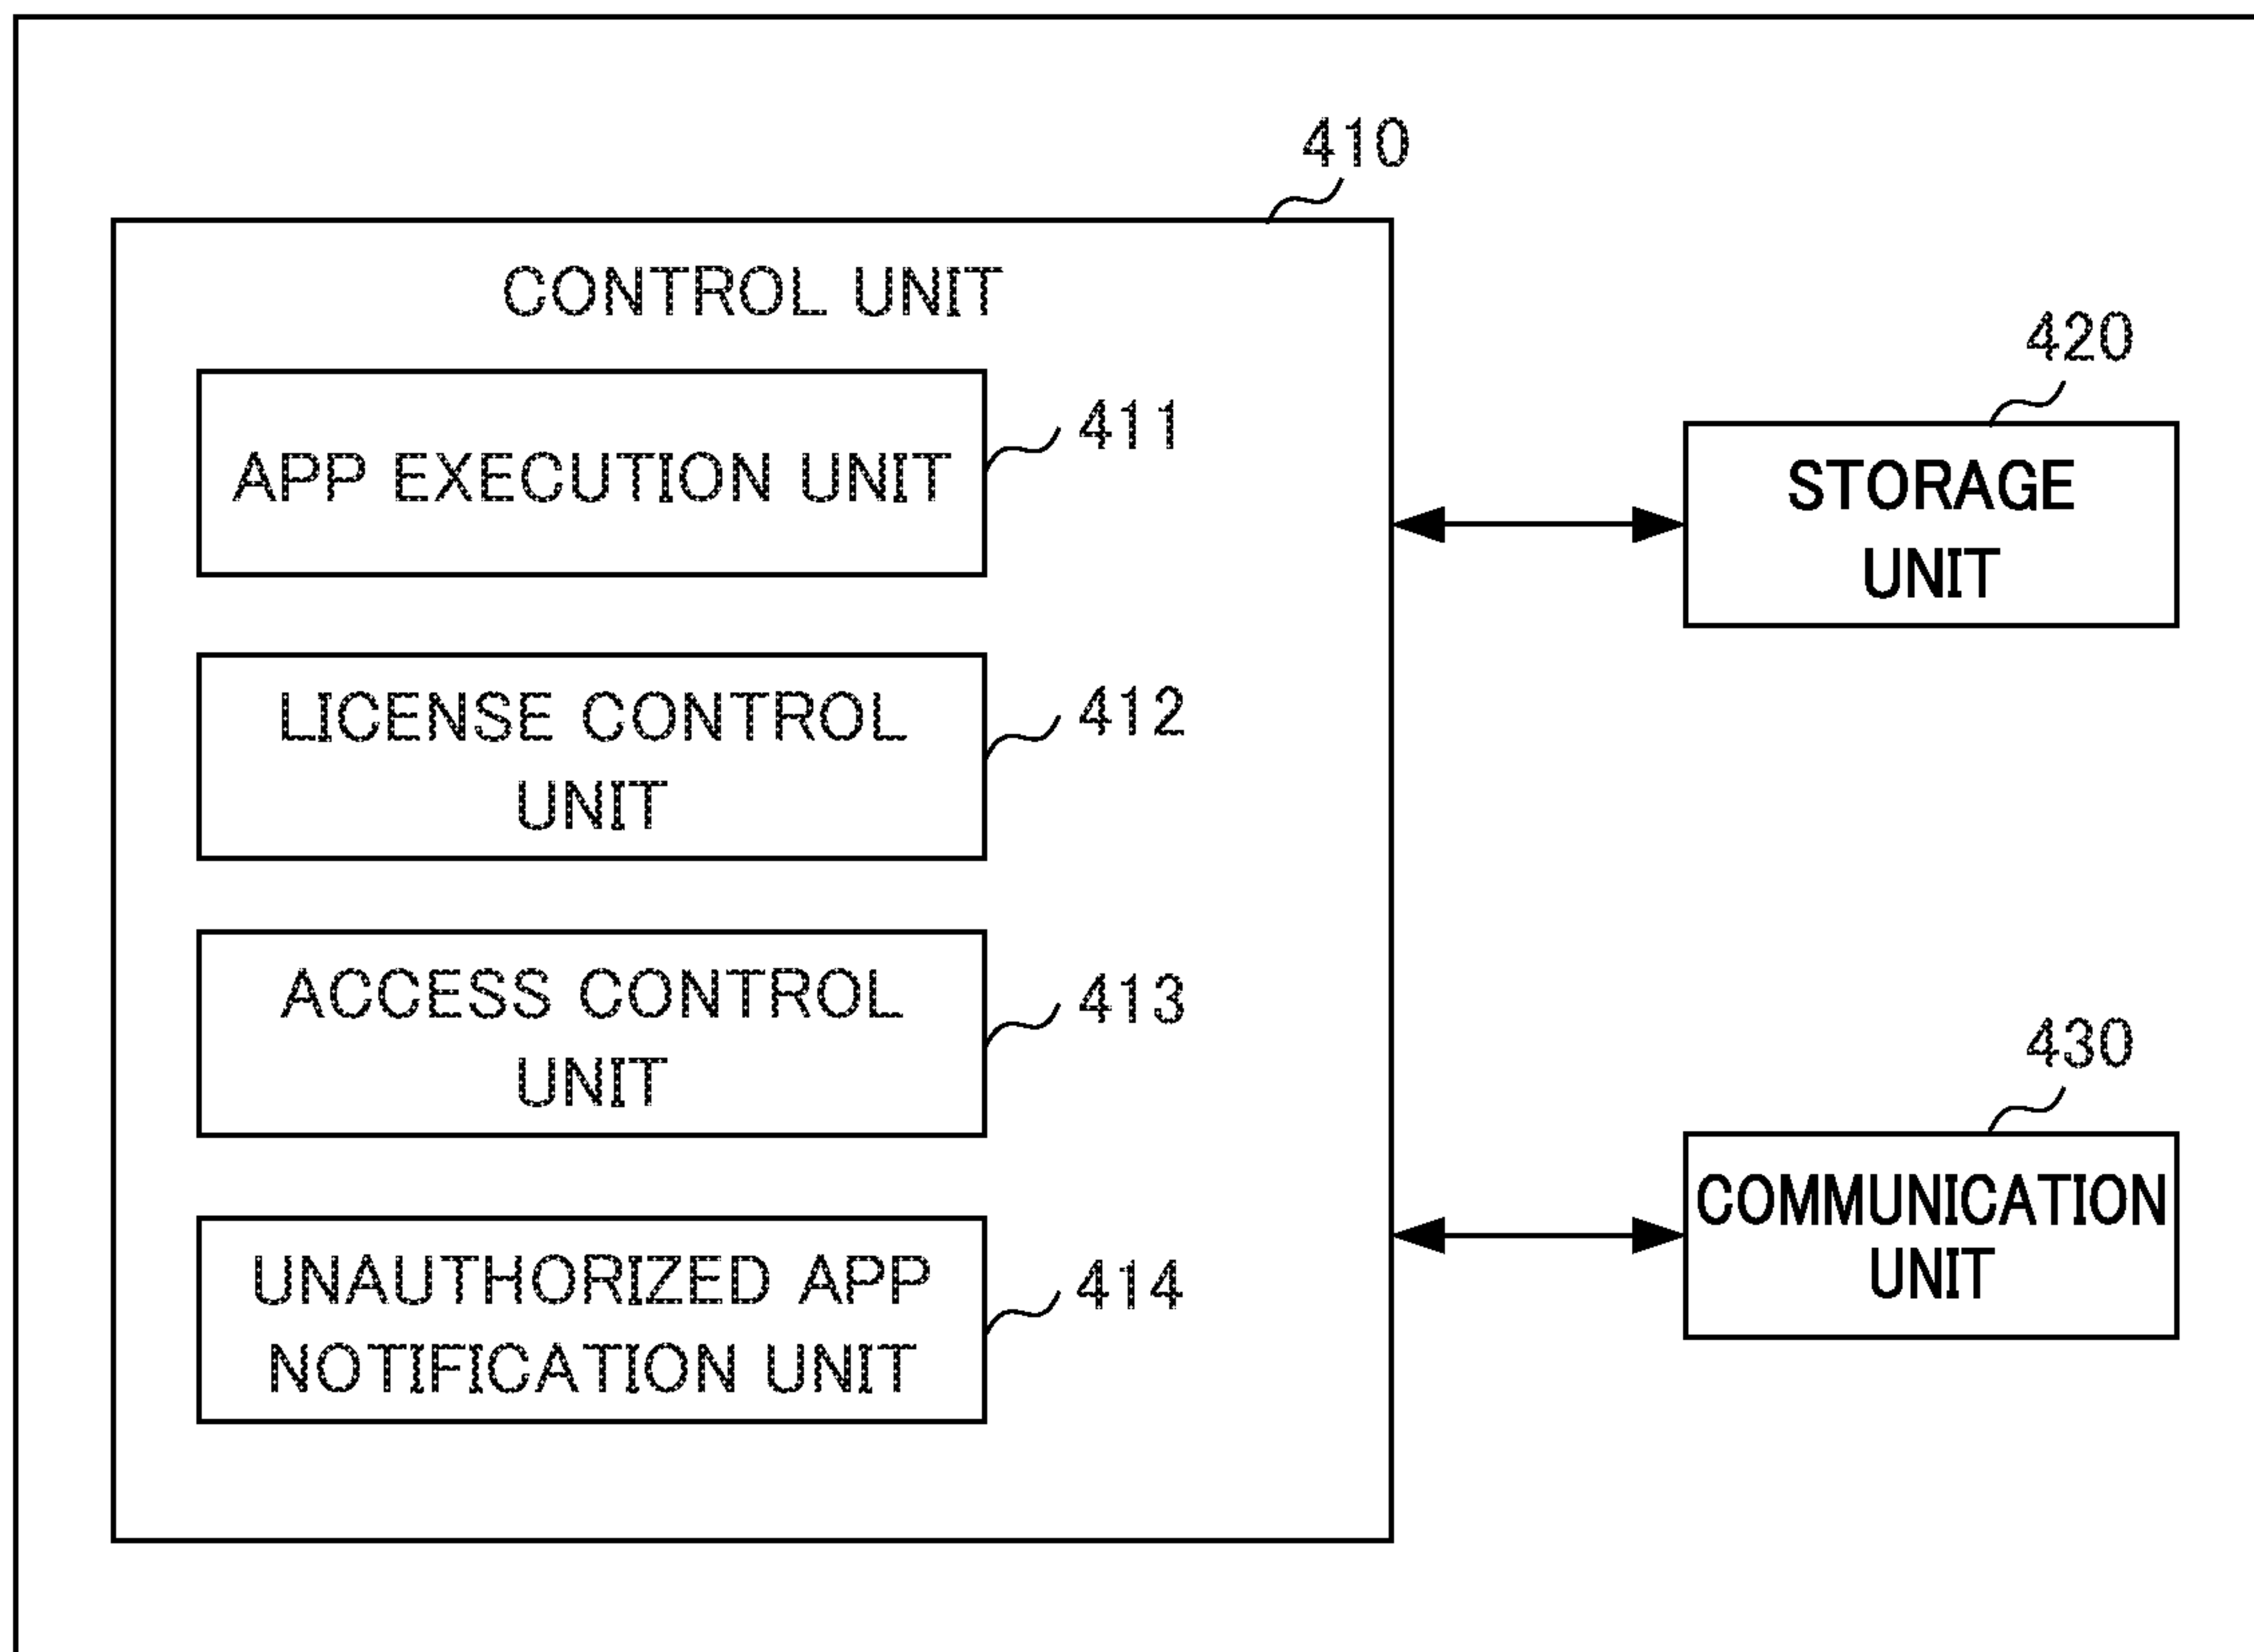 410
CONTROL UNIT
APP EXECUTION UNIT
411
LICENSE CONTROL
UNIT
412
ACCESS CONTROL
UNIT
413
UNAUTHORIZED APP
NOTIFICATION UNIT
414
420
STORAGE
UNIT
430
COMMUNICATION
UNIT